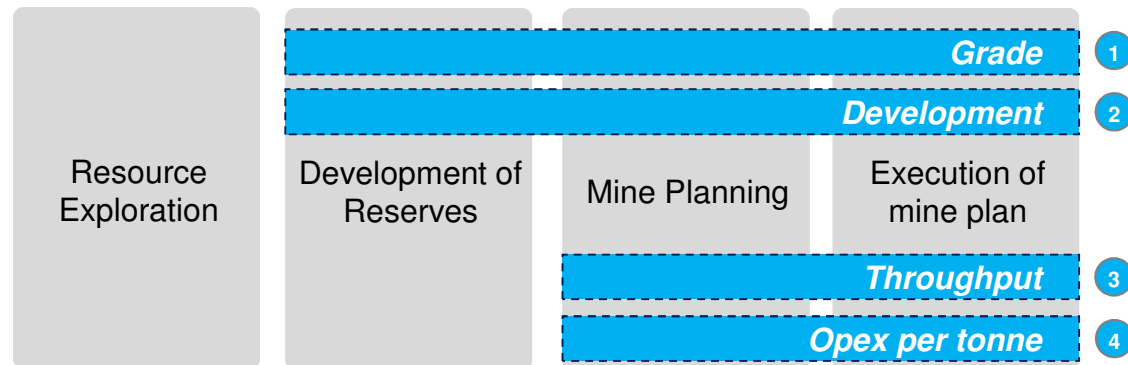 Grade 1
Development 2
Resource
Exploration
Development of
Reserves
Mine Planning
Execution of
mine plan
Throughput 3
Opex per tonne 4